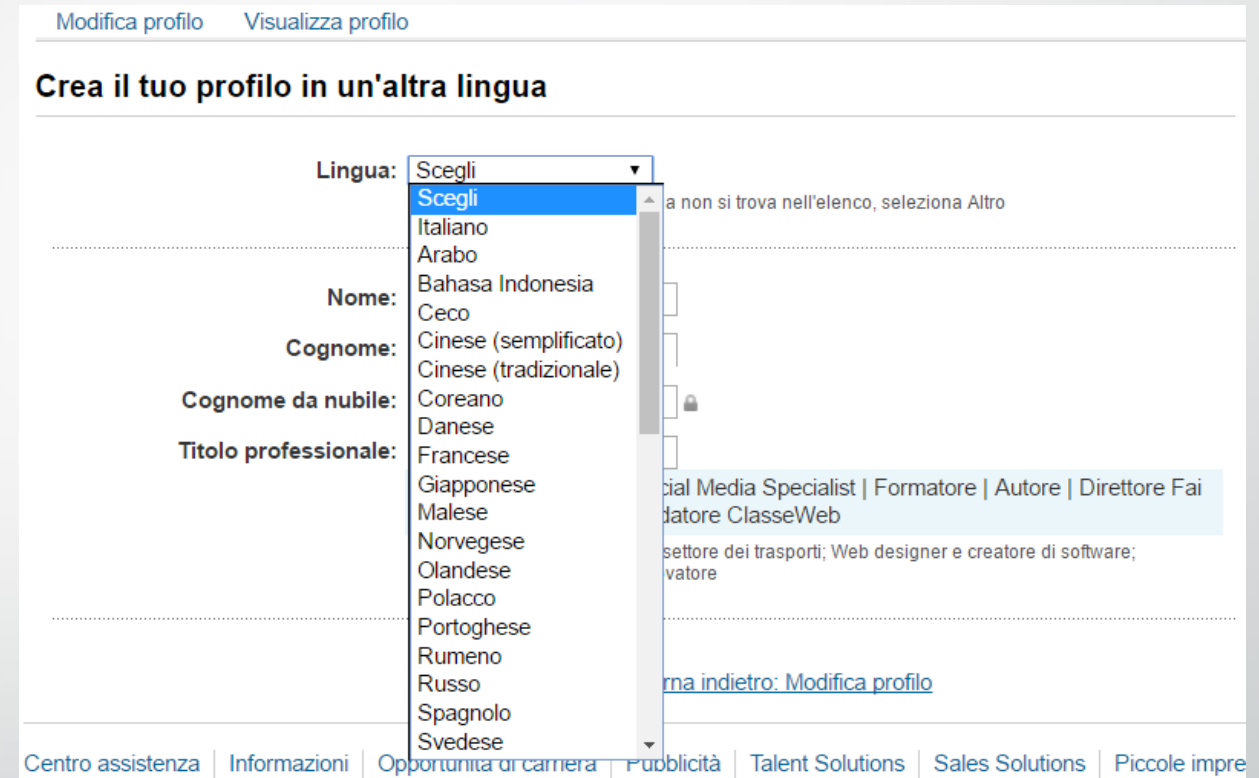 Modifica profilo Visualizza profilo
Crea il tuo profilo in un'altra lingua
Lingua: Scegli
Scegli
a non si trova nell'elenco, seleziona Altro
Italiano
Arabo
Bahasa Indonesia
Nome:
Ceco
Cinese (semplificato)
Cognome:
Cinese (tradizionale)
Cognome da nubile:
Coreano
Danese
Titolo professionale:
Francese
Giapponese
Malese
Norvegese
Olandese
Polacco
Portoghese
Rumeno
Russo
Spagnolo
Svedese
Media Specialist | Formatore | Autore | Direttore Fai
ClasseWeb
settore dei trasporti; Web designer e creatore di software;
indietro: Modifica profilo
Centro assistenza | Informazioni | Opportunità di carriera | Pubblicità | Talent Solutions | Sales Solutions | Piccole impre